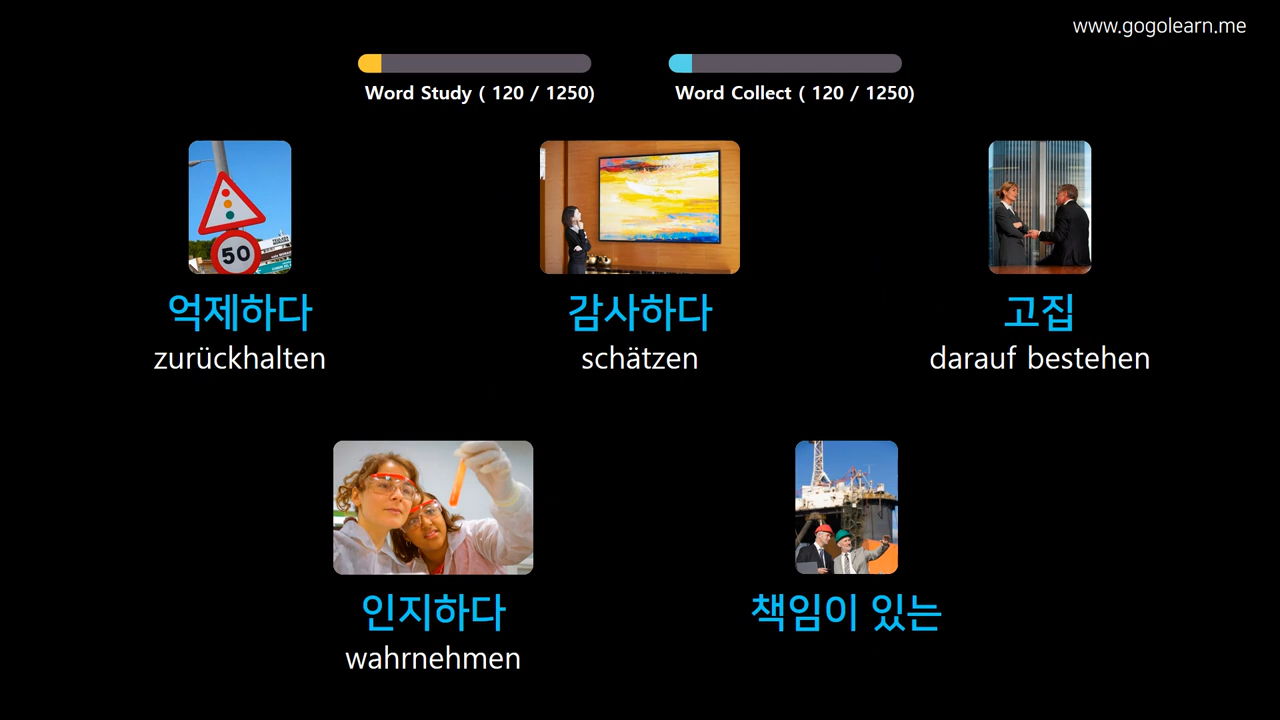 www.gogolearn.me
Word Study ( 120 / 1250)
Word Collect ( 120 / 1250)
50
억제하다
zurückhalten
감사하다
schätzen
고집
darauf bestehen
인지하다
wahrnehmen
책임이 있는